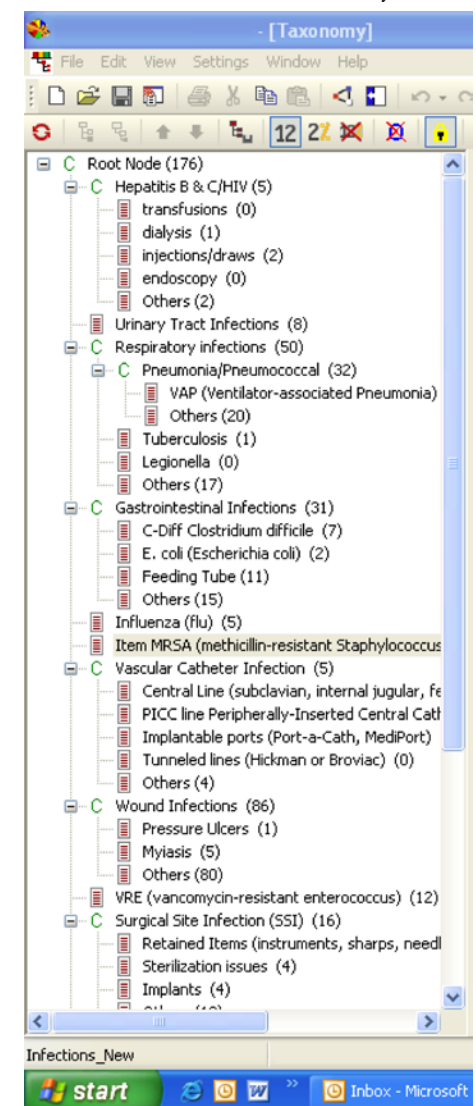 - [Taxonomy]
File Edit View Settings Window Help
12 2%
C Root Node (176)
C Hepatitis B & C/HIV (5)
transfusions (0)
dialysis (1)
injections/draws (2)
endoscopy (0)
Others (2)
Urinary Tract Infections (8)
C Respiratory infections (50)
C Pneumonia/Pneumococcal (32)
VAP (Ventilator-associated Pneumonia)
Others (20)
Tuberculosis (1)
Legionella (0)
Others (17)
C Gastrointestinal Infections (31)
C-Diff Clostridium difficile (7)
E. coli (Escherichia coli) (2)
Feeding Tube (11)
Others (15)
Influenza (flu) (5)
Item MRSA (methicillin-resistant Staphylococcus
C Vascular Catheter Infection (5)
Central Line (subclavian, internal jugular, fe
PICC line Peripherally-Inserted Central Cath
Implantable ports (Port-a-Cath, MediPort)
Tunneled lines (Hickman or Broviac) (0)
Others (4)
C Wound Infections (86)
Pressure Ulcers (1)
Myiasis (5)
Others (80)
VRE (vancomycin-resistant enterococcus) (12)
C Surgical Site Infection (SSI) (16)
Retained Items (instruments, sharps, needl
Sterilization issues (4)
Implants (4)
Infections_New
start
Inbox - Microsoft